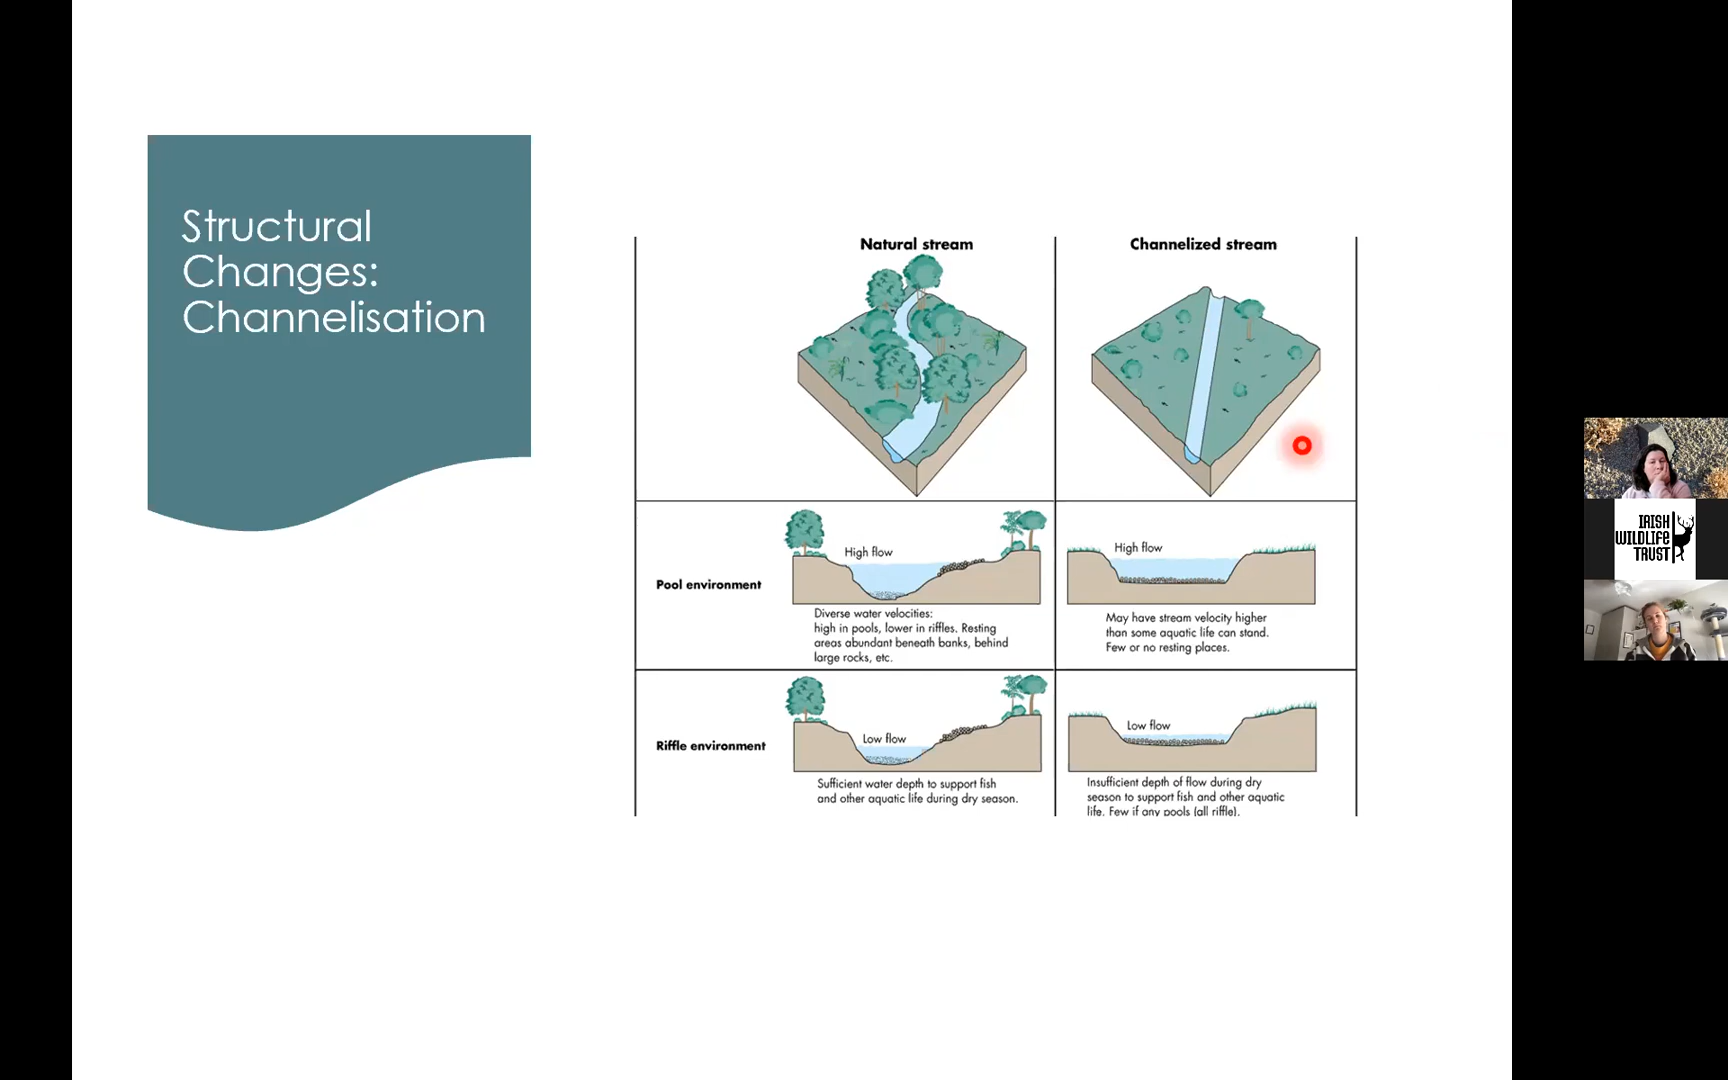 Structural
Changes:
Channelisation
Natural stream
Channelized stream
Pool environment
High flow
Diverse water velocities:
high in pools, lower in riffles. Resting
areas abundant beneath banks, behind
large rocks, etc.
High flow
May have stream velocity higher
than some aquatic life can stand.
Few or no resting places.
Riffle environment
Low flow
Sufficient water depth to support fish
and other aquatic life during dry season.
Low flow
Insufficient depth of flow during dry
season to support fish and other aquatic
life. Few if any pools (all riffle).
IRISH
WILDLIFE
TRUST